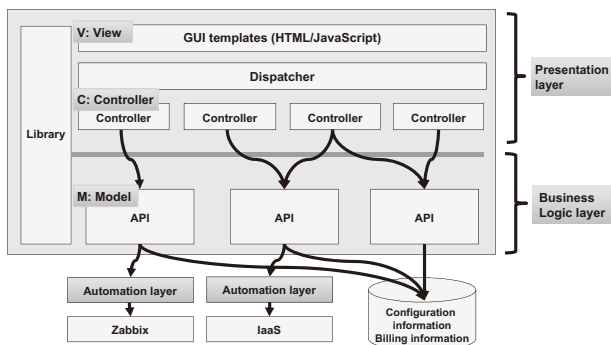 V: View
GUI templates (HTML/JavaScript)
Dispatcher
Presentation
layer
C: Controller
Controller
Controller
Controller
Controller
Library
M: Model
API
API
API
Business
Logic layer
Automation layer
Automation layer
Zabbix
IaaS
Configuration
information
Billing information